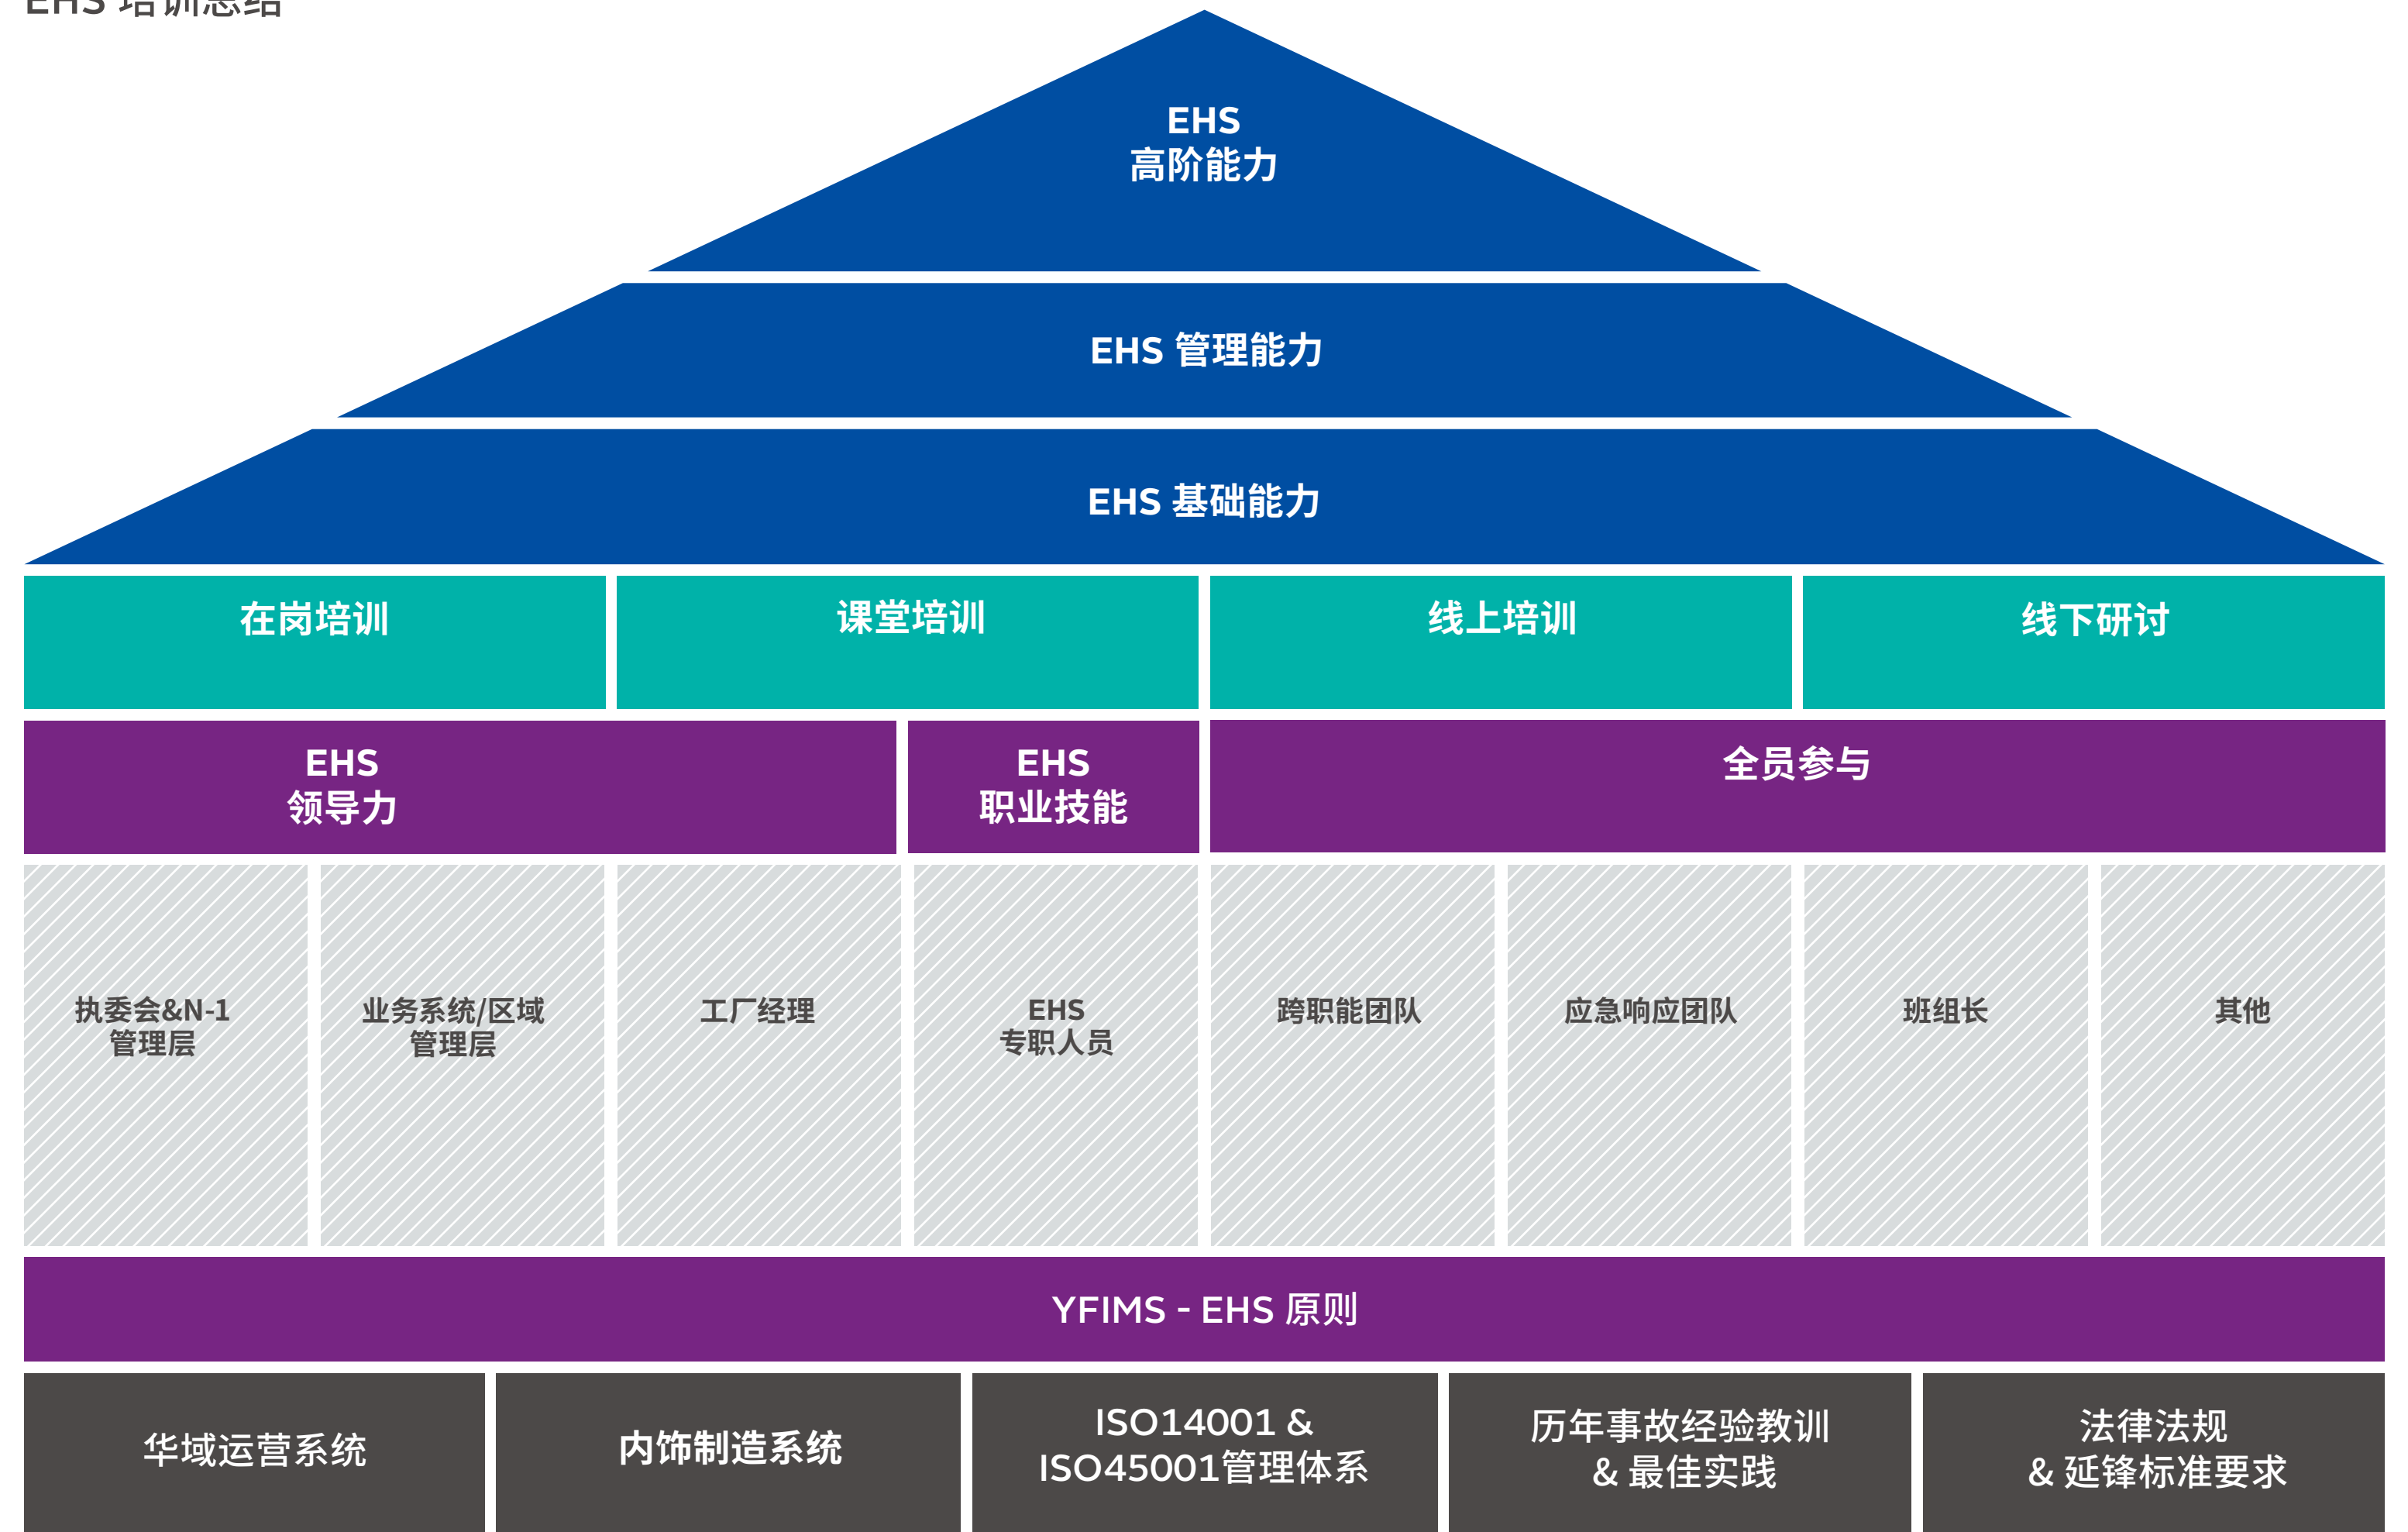 EHS 培训总结
EHS
高阶能力
EHS 管理能力
EHS 基础能力
在岗培训
课堂培训
线上培训
线下研讨
EHS
领导力
EHS
职业技能
全员参与
执委会&N-1
管理层
业务系统/区域
管理层
工厂经理
EHS
专职人员
跨职能团队
应急响应团队
班组长
其他
YFIMS - EHS 原则
华域运营系统
内饰制造系统
ISO14001 &
ISO45001管理体系
历年事故经验教训
& 最佳实践
法律法规
& 延锋标准要求